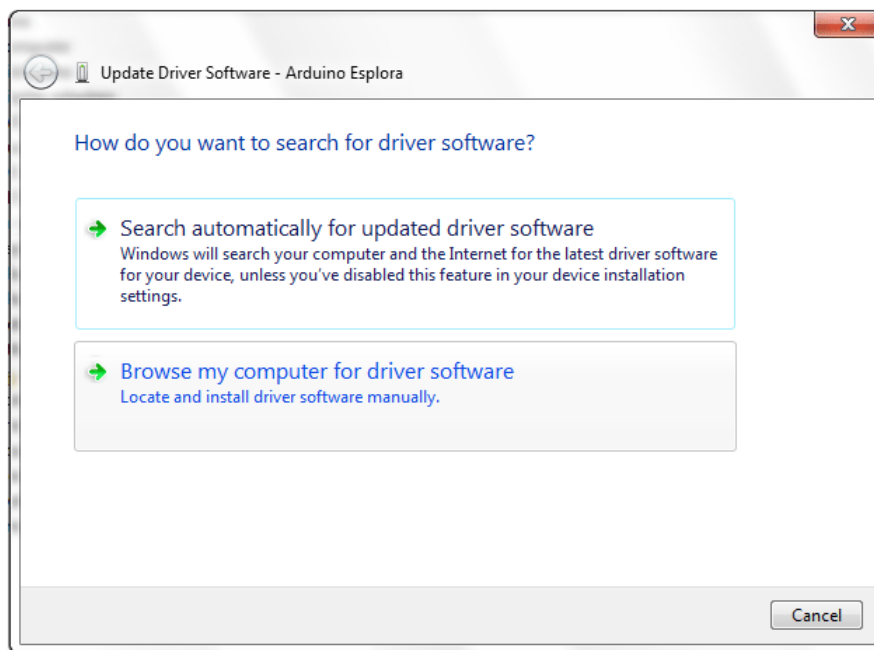 Update Driver Software - Arduino Esplora
How do you want to search for driver software?
Search automatically for updated driver software
Windows will search your computer and the Internet for the latest driver software
for your device, unless you've disabled this feature in your device installation
settings.
Browse my computer for driver software
Locate and install driver software manually.
Cancel